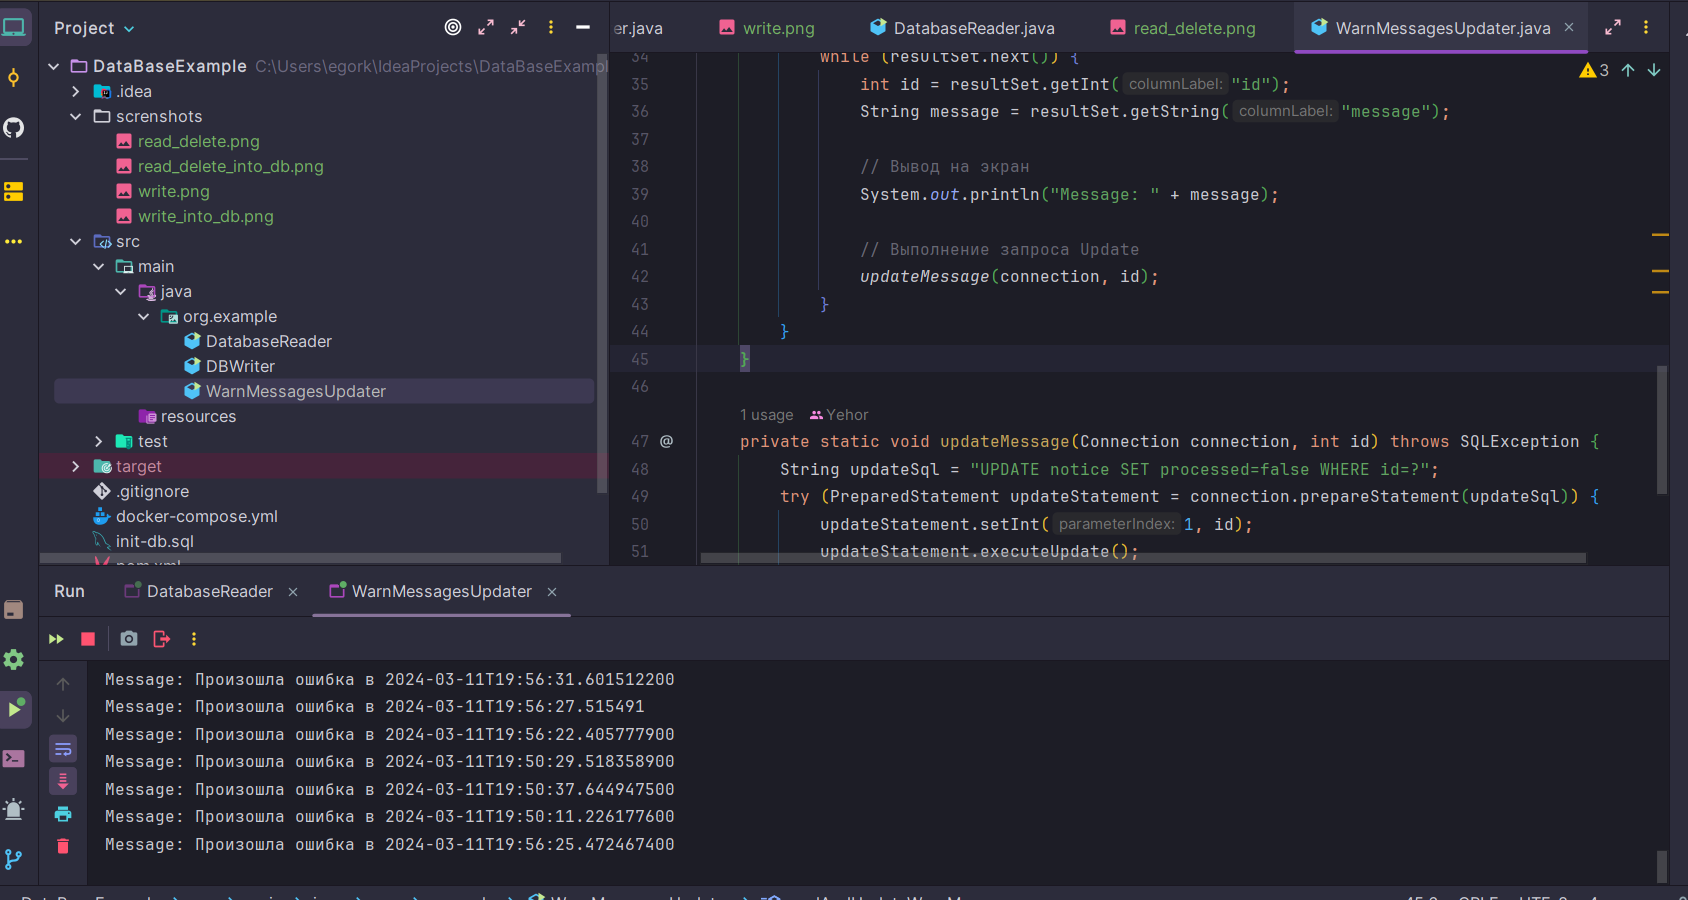 Project
er.java
write.png
DatabaseReader.java
read_delete.png
WarnMessagesUpdater.java
DataBaseExample C:\Users\egork\IdeaProjects\DataBaseExampl
.idea
screnshots
read_delete.png
read_delete_into_db.png
write.png
write_into_db.png
src
main
java
org.example
DatabaseReader
DBWriter
WarnMessagesUpdater
resources
test
target
.gitignore
docker-compose.yml
init-db.sql
pom.xml
3
34 while (resultSet.next()) {
35 int id = resultSet.getInt( columnLabel: "id");
36 String message = resultSet.getString( columnLabel: "message");
37
38 // Вывод на экран
39 System.out.println("Message: " + message);
40
41 // Выполнение запроса Update
42 updateMessage(connection, id);
43 }
44 }
45 }
46
1 usage Yehor
47 @ private static void updateMessage(Connection connection, int id) throws SQLException {
48 String updateSql = "UPDATE notice SET processed=false WHERE id=?";
49 try (PreparedStatement updateStatement = connection.prepareStatement(updateSql)) {
50 updateStatement.setInt( parameterIndex: 1, id);
51 updateStatement.executeUpdate();
Run
DatabaseReader
WarnMessagesUpdater
Message: Произошла ошибка в 2024-03-11T19:56:31.601512200
Message: Произошла ошибка в 2024-03-11T19:56:27.515491
Message: Произошла ошибка в 2024-03-11T19:56:22.405777900
Message: Произошла ошибка в 2024-03-11T19:50:29.518358900
Message: Произошла ошибка в 2024-03-11T19:50:37.644947500
Message: Произошла ошибка в 2024-03-11T19:50:11.226177600
Message: Произошла ошибка в 2024-03-11T19:56:25.472467400